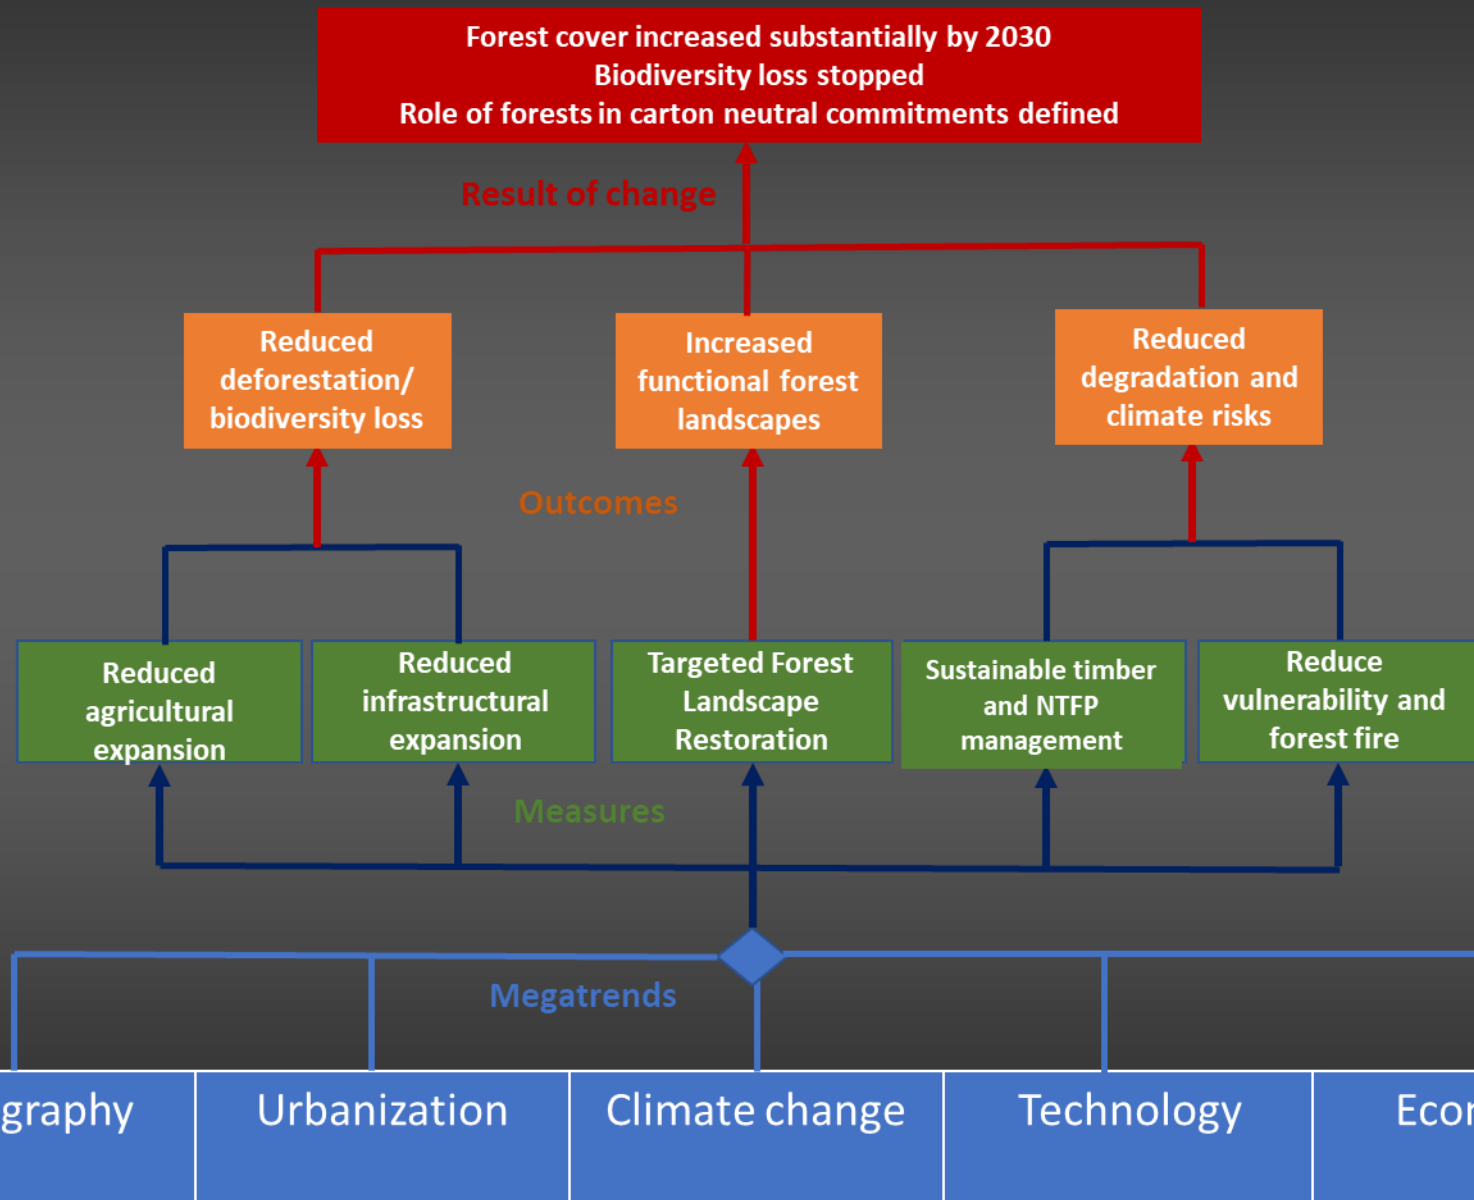 Forest cover increased substantially by 2030
Biodiversity loss stopped
Role of forests in carton neutral commitments defined
Result of change
Reduced
deforestation/
biodiversity loss
Increased
functional forest
landscapes
Reduced
degradation and
climate risks
Outcomes
Reduced
agricultural
expansion
Reduced
infrastructural
expansion
Targeted Forest
Landscape
Restoration
Sustainable timber
and NTFP
management
Reduce
vulnerability and
forest fire
Measures
Megatrends
graphy
Urbanization
Climate change
Technology
Econ